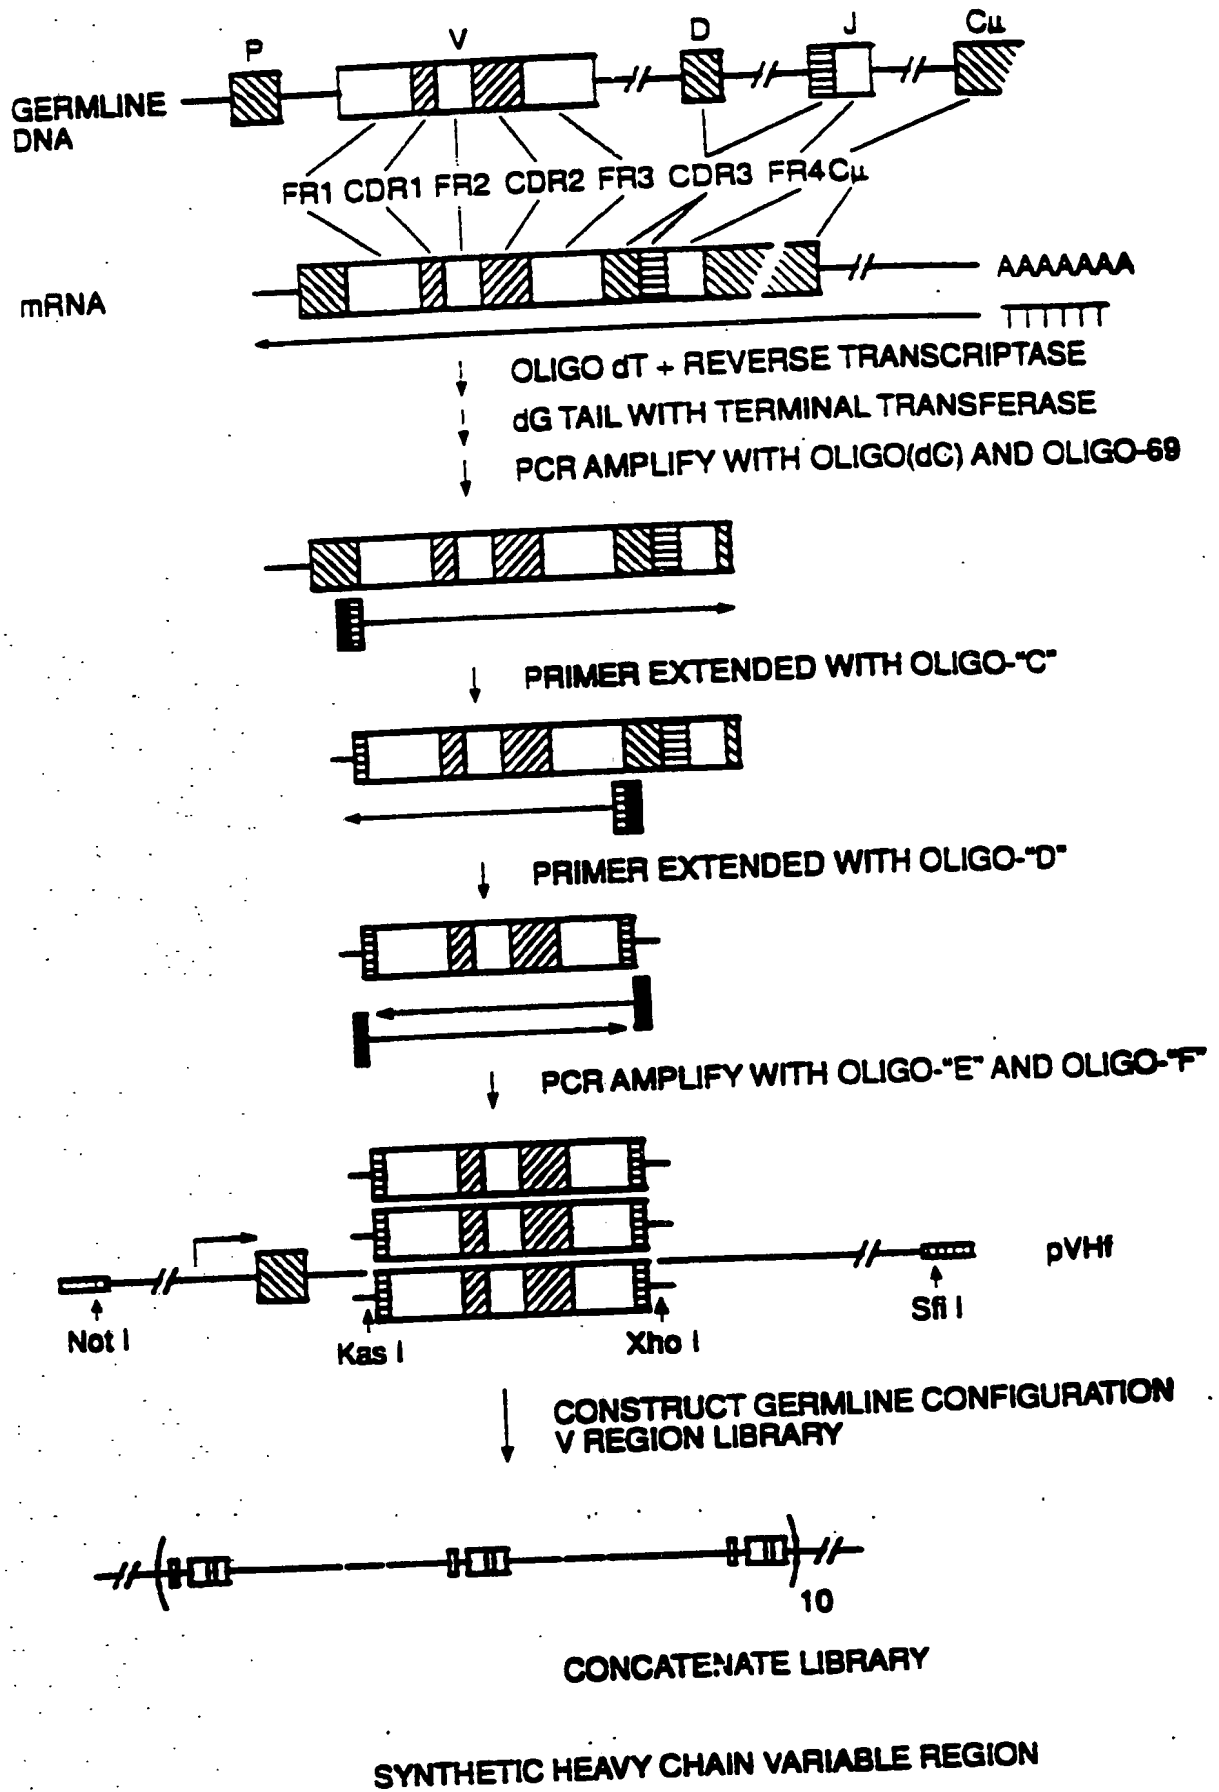 P V D J Cμ
GERMLINE
DNA
FR1 CDR1 FR2 CDR2 FR3 CDR3 FR4 Cμ
mRNA
AAAAAAA
TTTTTT
OLIGO dT + REVERSE TRANSCRIPTASE
dG TAIL WITH TERMINAL TRANSFERASE
PCR AMPLIFY WITH OLIGO(dC) AND OLIGO-69
PRIMER EXTENDED WITH OLIGO-"C"
PRIMER EXTENDED WITH OLIGO-"D"
PCR AMPLIFY WITH OLIGO-"E" AND OLIGO-"F"
pVHf
Not I Kas I Xho I Sfi I
CONSTRUCT GERMLINE CONFIGURATION
V REGION LIBRARY
10
CONCATENATE LIBRARY
SYNTHETIC HEAVY CHAIN VARIABLE REGION